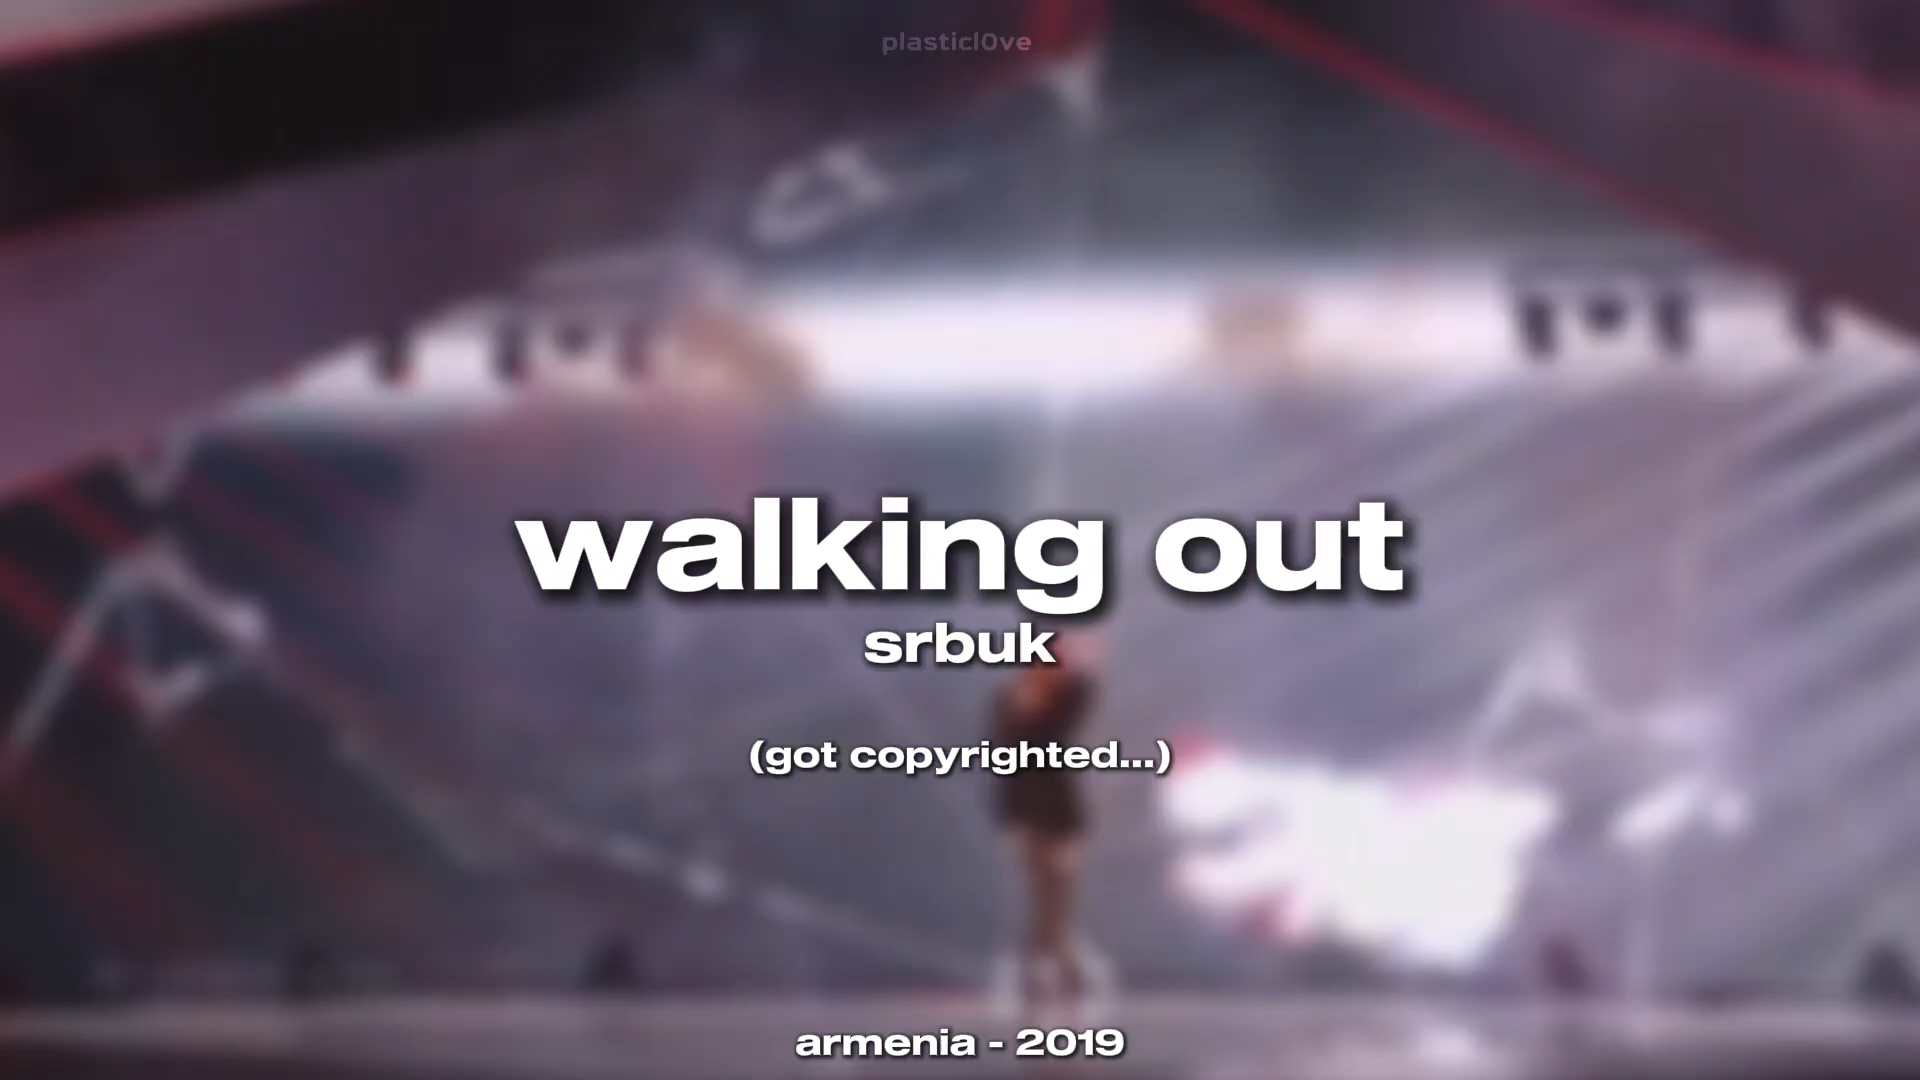 plasticl0ve
walking out
srbuk
(got copyrighted...)
armenia - 2019